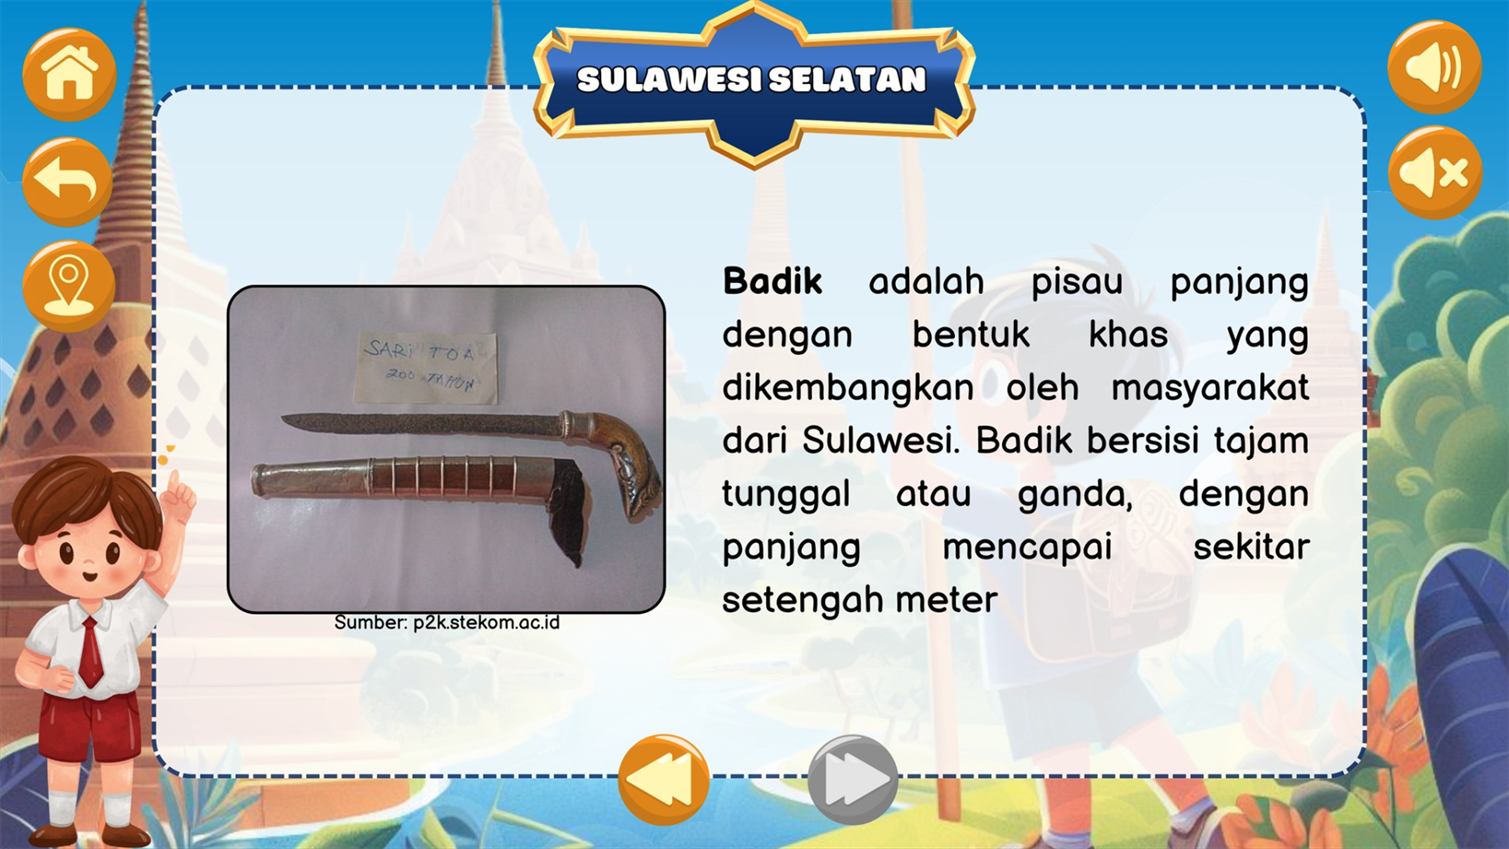 SULAWESI SELATAN
SARI TOA
200 TAHUN
Sumber: p2k.stekom.ac.id
Badik adalah pisau panjang
dengan bentuk khas yang
dikembangkan oleh masyarakat
dari Sulawesi. Badik bersisi tajam
tunggal atau ganda, dengan
panjang mencapai sekitar
setengah meter